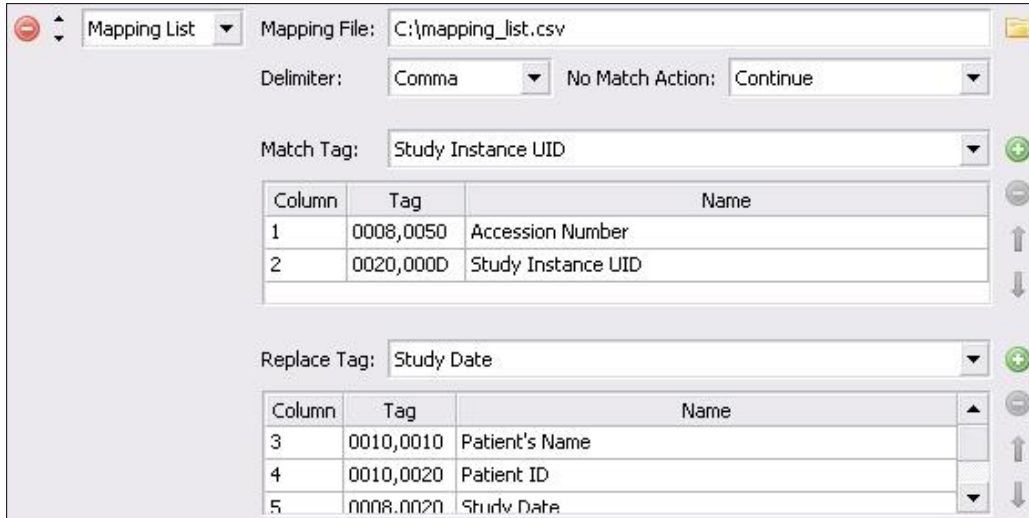 Mapping List Mapping File: C:\mapping_list.csv
Delimiter: Comma No Match Action: Continue
Match Tag: Study Instance UID
Column Tag Name
1 0008,0050 Accession Number
2 0020,000D Study Instance UID
Replace Tag: Study Date
Column Tag Name
3 0010,0010 Patient's Name
4 0010,0020 Patient ID
5 0008,0020 Study Date